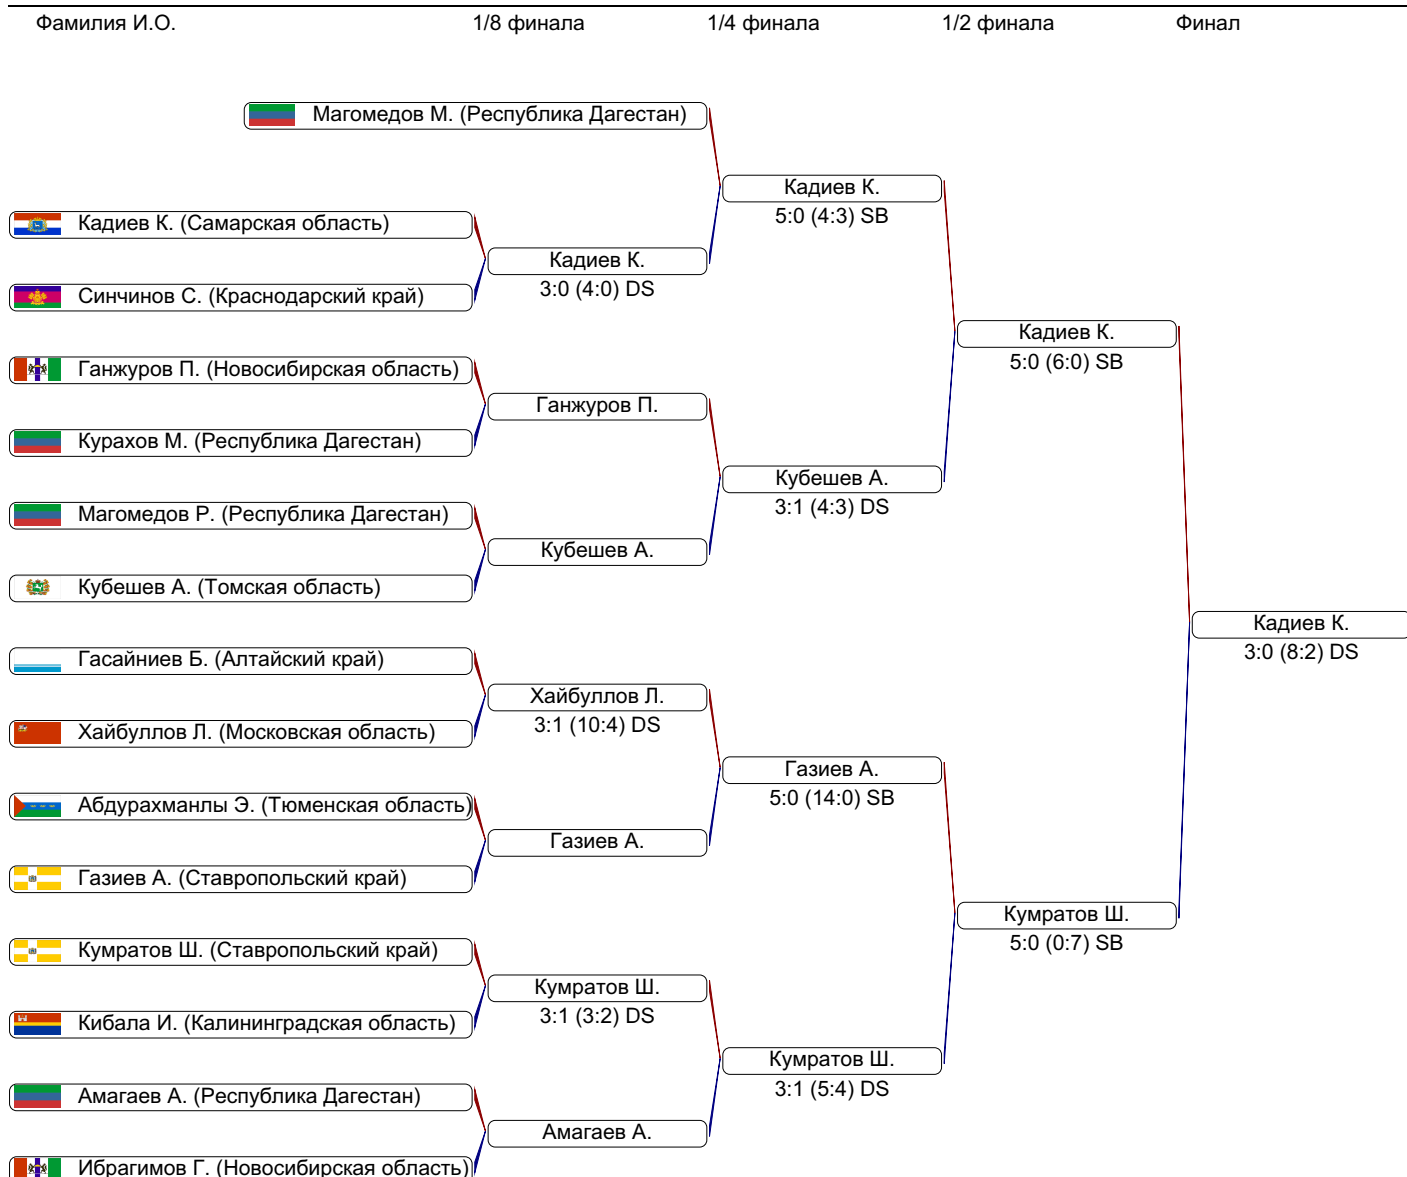 Фамилия И.О. 1/8 финала 1/4 финала 1/2 финала Финал
Магомедов М. (Республика Дагестан)
Кадиев К.
5:0 (4:3) SB
Кадиев К. (Самарская область)
Кадиев К.
3:0 (4:0) DS
Синчинов С. (Краснодарский край)
Кадиев К.
5:0 (6:0) SB
Ганжуров П. (Новосибирская область)
Ганжуров П.
Курахов М. (Республика Дагестан)
Кубешев А.
3:1 (4:3) DS
Магомедов Р. (Республика Дагестан)
Кубешев А.
Кубешев А. (Томская область)
Кадиев К.
3:0 (8:2) DS
Гасайниев Б. (Алтайский край)
Хайбуллов Л.
3:1 (10:4) DS
Хайбуллов Л. (Московская область)
Газиев А.
5:0 (14:0) SB
Абдурахманлы Э. (Тюменская область)
Газиев А.
Газиев А. (Ставропольский край)
Кумратов Ш.
5:0 (0:7) SB
Кумратов Ш. (Ставропольский край)
Кумратов Ш.
3:1 (3:2) DS
Кибала И. (Калининградская область)
Кумратов Ш.
3:1 (5:4) DS
Амагаев А. (Республика Дагестан)
Амагаев А.
Ибрагимов Г. (Новосибирская область)